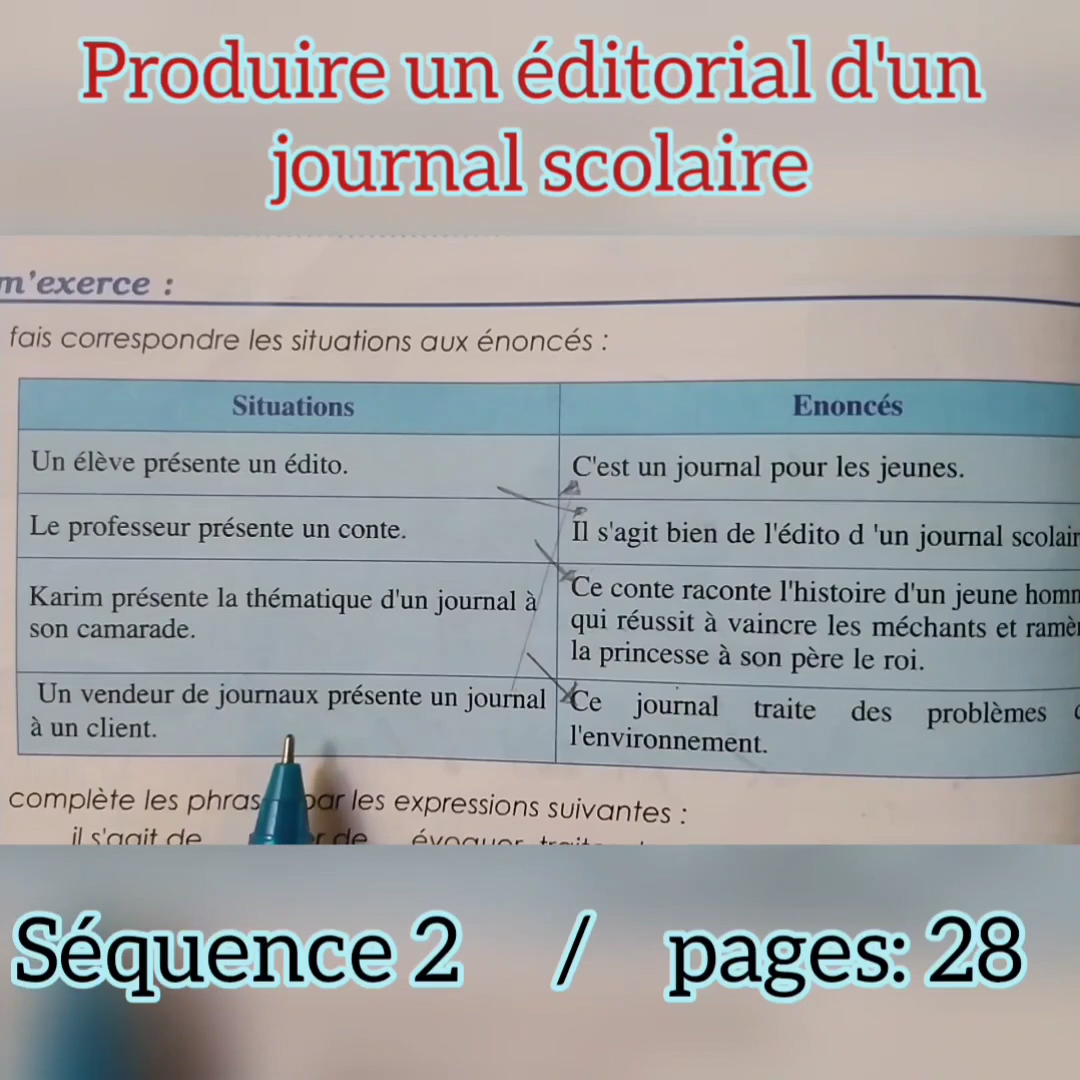 Produire un éditorial d'un
journal scolaire
m'exerce :
fais correspondre les situations aux énoncés :
Situations
Enoncés
Un élève présente un édito.
C'est un journal pour les jeunes.
Le professeur présente un conte.
Il s'agit bien de l'édito d 'un journal
Karim présente la thématique d'un journal à
son camarade.
Ce conte raconte l'histoire d'un jeune
qui réussit à vaincre les méchants et
la princesse à son père le roi.
Un vendeur de journaux présente un journal
à un client.
Ce journal traite des problèmes
l'environnement.
complète les par les expressions suivantes :
il s'agit de de évoquer
Séquence 2 / pages: 28